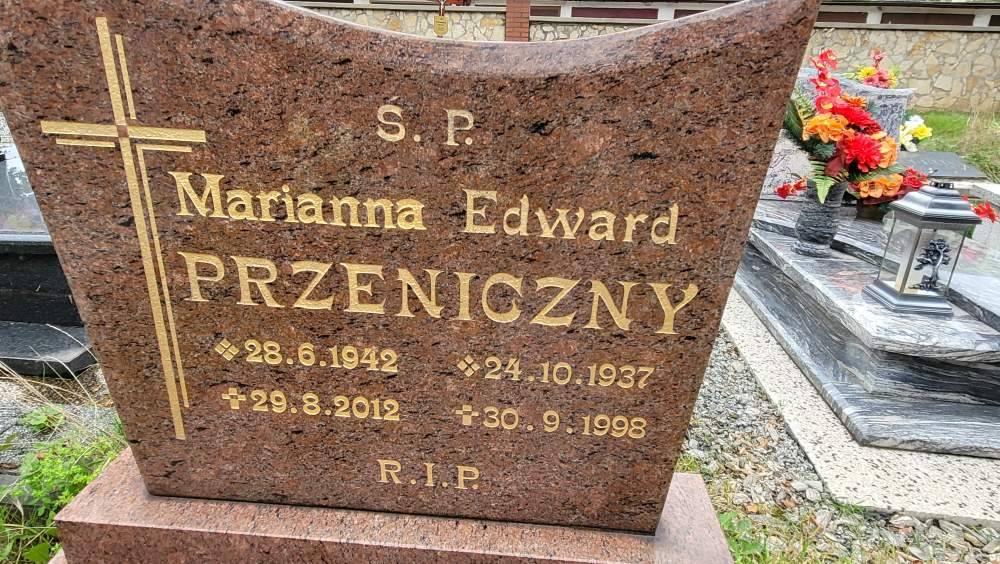 Ś. P.
Marianna Edward
PRZENICZNY
28.6.1942 24.10.1937
29.8.2012 30.9.1998
R.I.P.